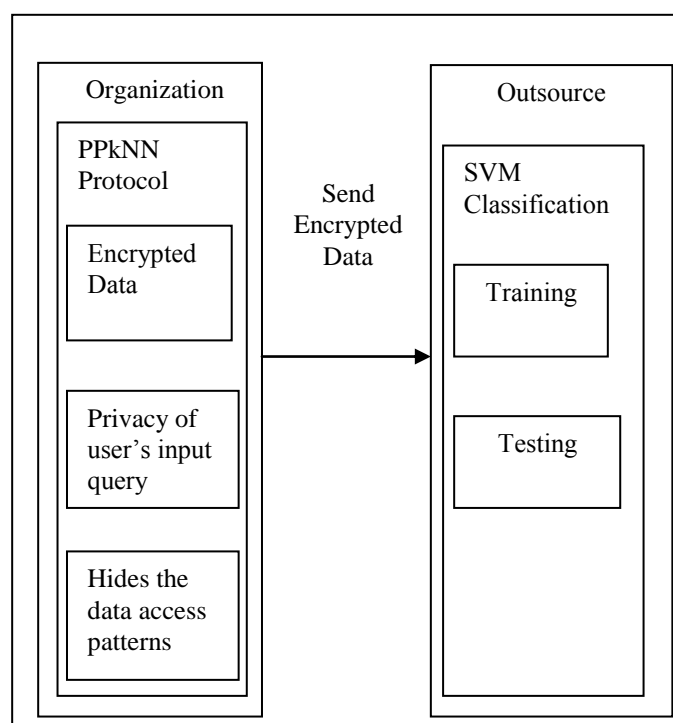 Organization
PPkNN
Protocol
Encrypted
Data
Privacy of
user’s input
query
Hides the
data access
patterns
Send
Encrypted
Data
Outsource
SVM
Classification
Training
Testing